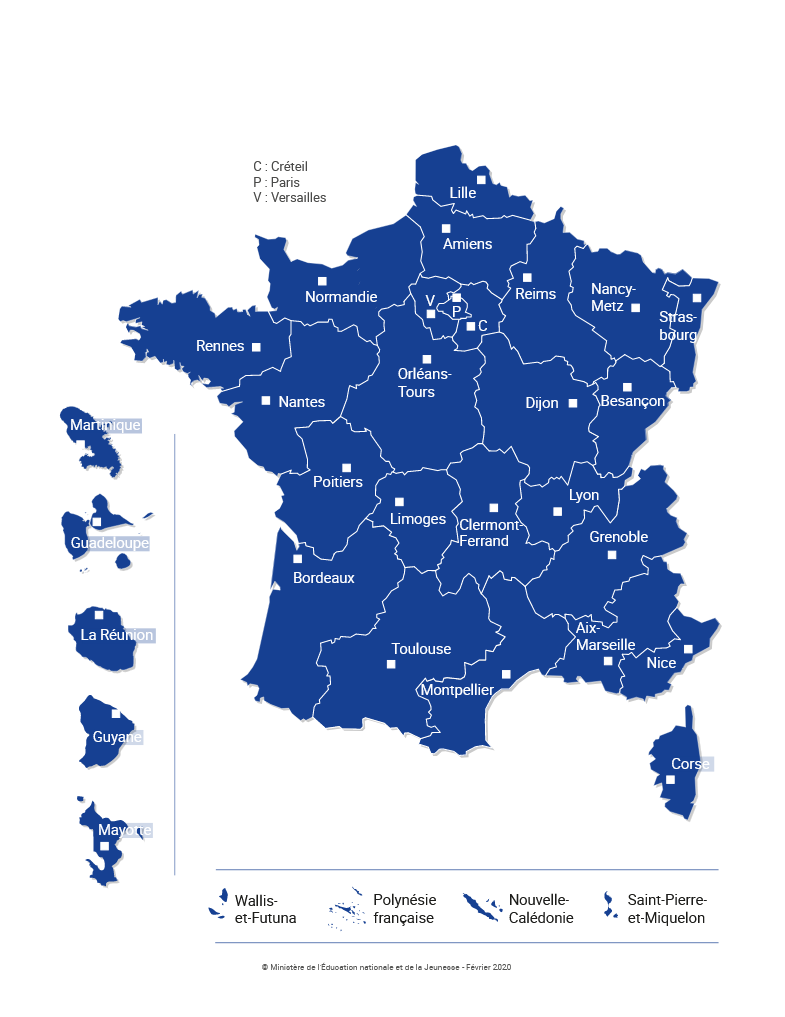 C : Créteil
P : Paris
V : Versailles
Lille
Amiens
Normandie
Reims
Nancy-
Metz
Stras-
bourg
V
P
C
Rennes
Orléans-
Tours
Nantes
Dijon
Besançon
Martinique
Poitiers
Limoges
Clermont-
Ferrand
Lyon
Grenoble
Guadeloupe
Bordeaux
La Réunion
Toulouse
Aix-
Marseille
Nice
Montpellier
Guyane
Corse
Mayotte
Wallis-
et-Futuna
Polynésie
française
Nouvelle-
Calédonie
Saint-Pierre-
et-Miquelon
© Ministère de l'Éducation nationale et de la Jeunesse - Février 2020